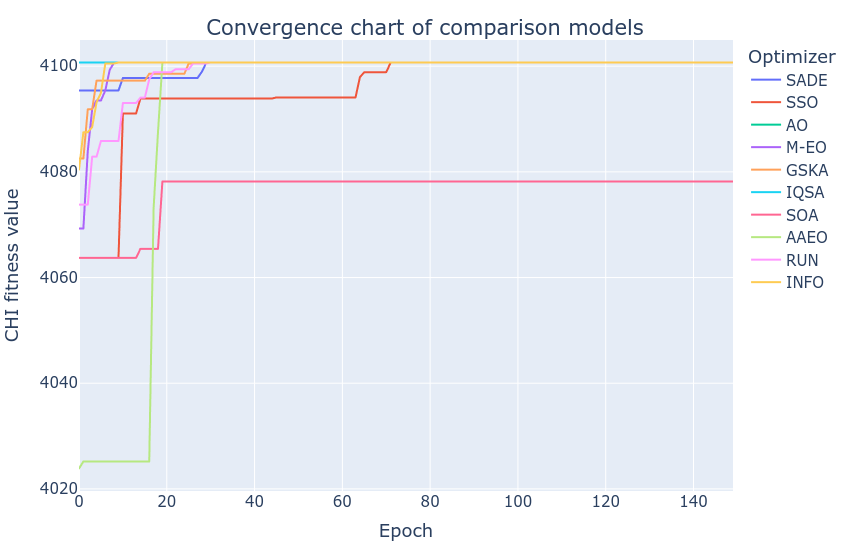 Convergence chart of comparison models
CHI fitness value
4100
4080
4060
4040
4020
0 20 40 60 80 100 120 140
Epoch
Optimizer
SADE
SSO
AO
M-EO
GSKA
IQSA
SOA
AAEO
RUN
INFO